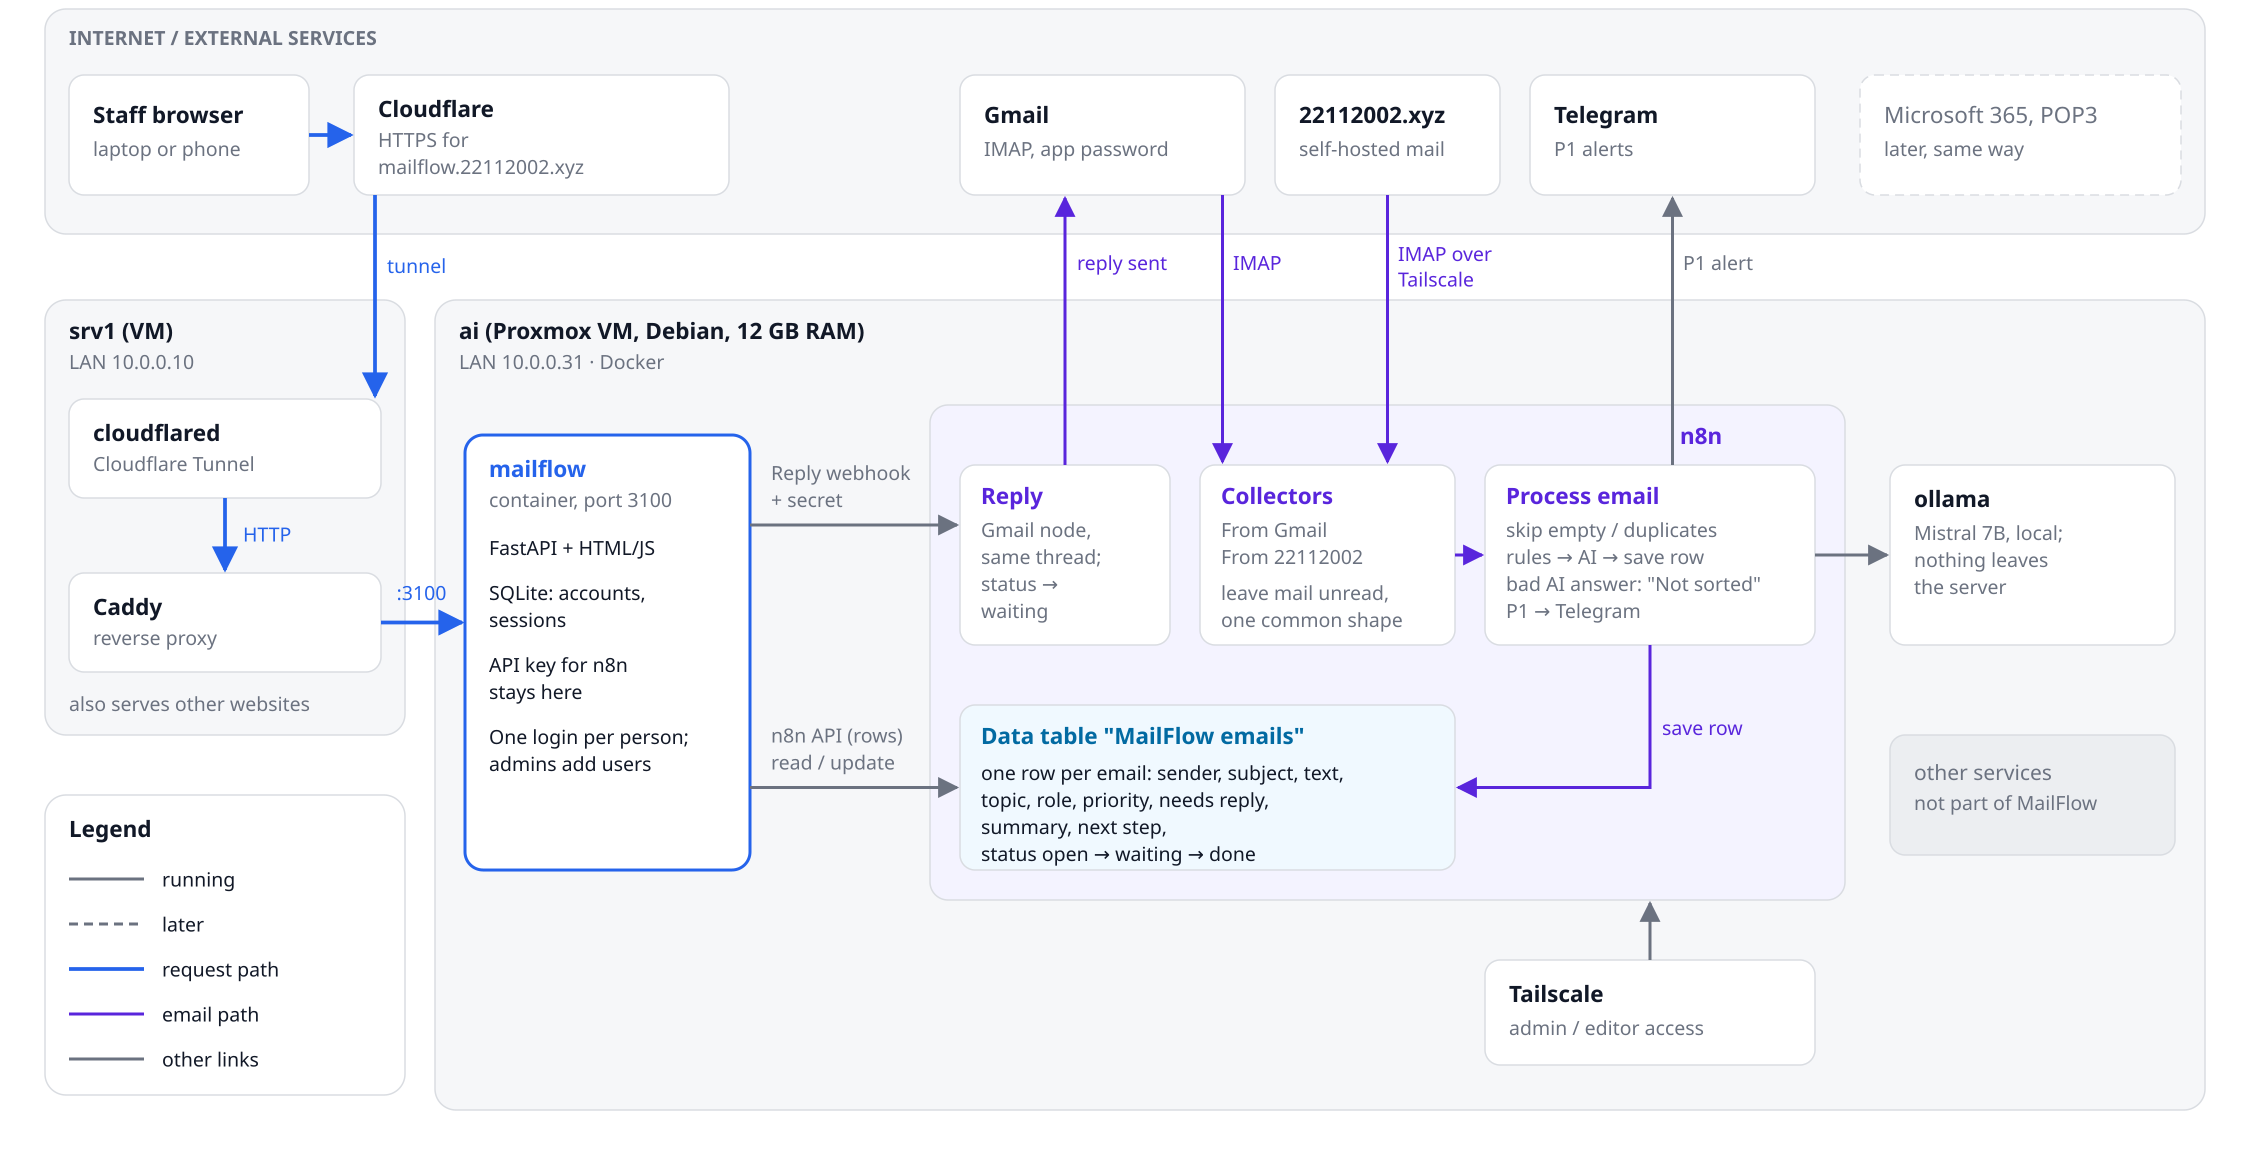 INTERNET / EXTERNAL SERVICES
Staff browser
laptop or phone
Cloudflare
HTTPS for
mailflow.22112002.xyz
Gmail
IMAP, app password
22112002.xyz
self-hosted mail
Telegram
P1 alerts
Microsoft 365, POP3
later, same way
tunnel
reply sent
IMAP
IMAP over
Tailscale
P1 alert
srv1 (VM)
LAN 10.0.0.10
cloudflared
Cloudflare Tunnel
HTTP
Caddy
reverse proxy
also serves other websites
:3100
ai (Proxmox VM, Debian, 12 GB RAM)
LAN 10.0.0.31 · Docker
mailflow
container, port 3100
FastAPI + HTML/JS
SQLite: accounts,
sessions
API key for n8n
stays here
One login per person;
admins add users
Reply webhook
+ secret
n8n API (rows)
read / update
n8n
Reply
Gmail node,
same thread;
status →
waiting
Collectors
From Gmail
From 22112002
leave mail unread,
one common shape
Process email
skip empty / duplicates
rules → AI → save row
bad AI answer: "Not sorted"
P1 → Telegram
ollama
Mistral 7B, local;
nothing leaves
the server
Data table "MailFlow emails"
one row per email: sender, subject, text,
topic, role, priority, needs reply,
summary, next step,
status open → waiting → done
save row
other services
not part of MailFlow
Tailscale
admin / editor access
Legend
running
later
request path
email path
other links